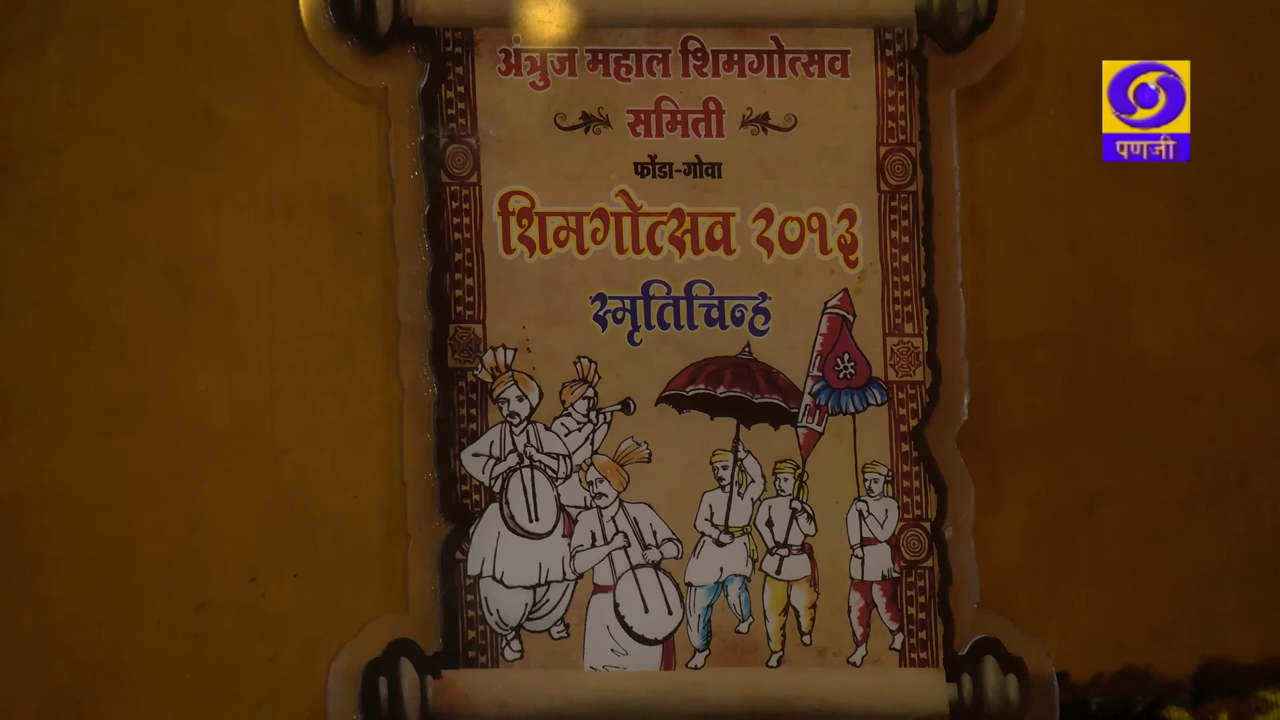 अंत्रुज महाल शिमगोत्सव
समिती
फोंडा-गोवा
शिमगोत्सव २०१३
स्मृतिचिन्ह
पणजी